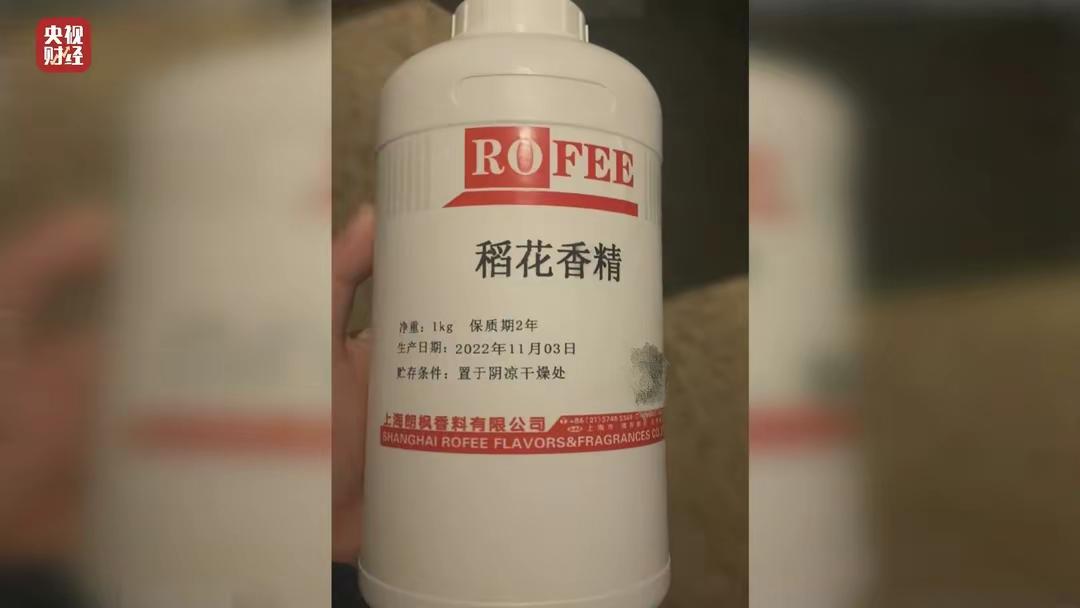 央视
财经
ROFEE
稻花香精
净重：1kg 保质期2年
生产日期：2022年11月03日
贮存条件：置于阴凉干燥处
上海朗枫香料有限公司
SHANGHAI ROFEE FLAVORS&FRAGRANCES CO